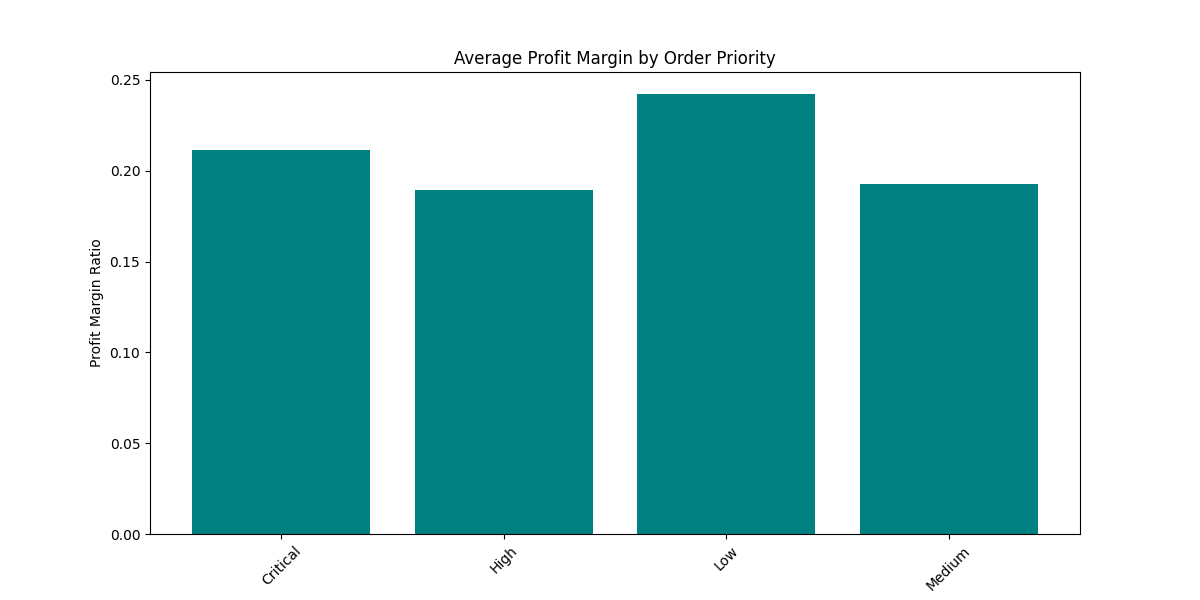 Average Profit Margin by Order Priority
0.25
0.20
0.15
0.10
0.05
0.00
Profit Margin Ratio
Critical
High
Low
Medium